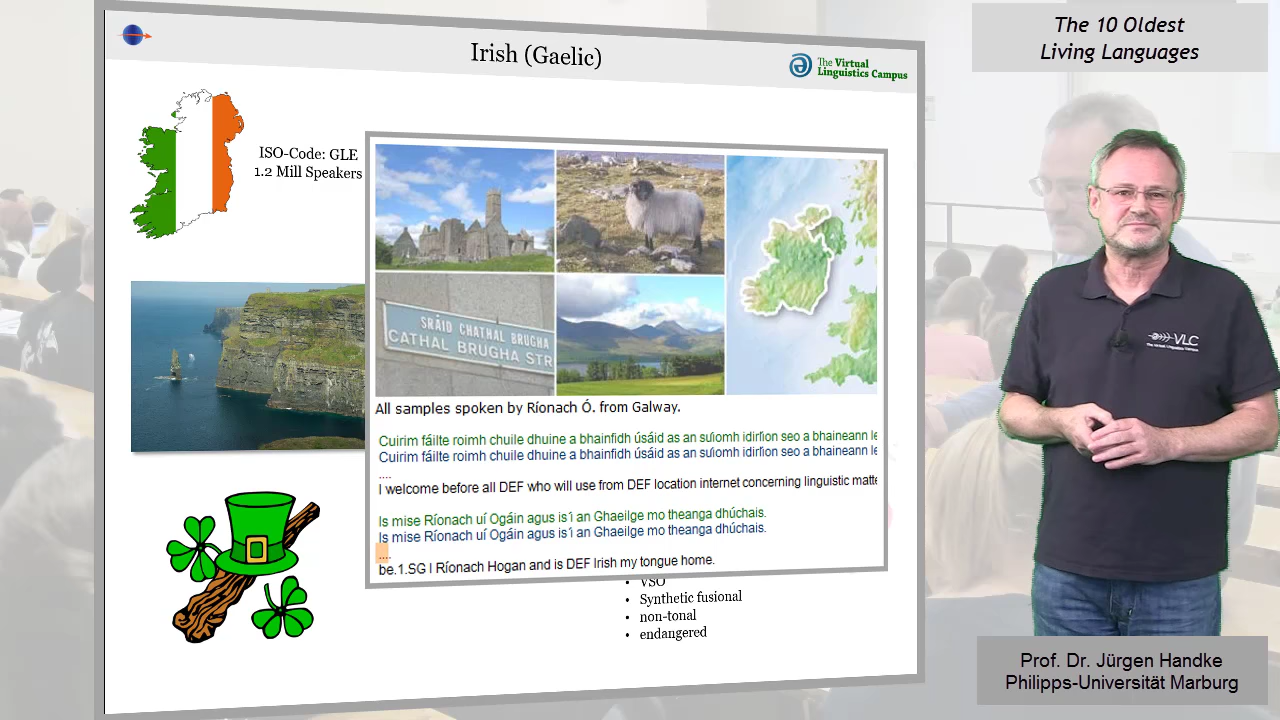 The 10 Oldest
Living Languages
Irish (Gaelic)
The Virtual
Linguistics Campus
ISO-Code: GLE
1.2 Mill Speakers
SRÁID CHATHAL BRUGHA
CATHAL BRUGHA STR
All samples spoken by Ríonach Ó. from Galway.
Cuirim fáilte roimh chuile dhuine a bhainfidh úsáid as an suíomh idirlíon seo a bhaineann le
Cuirim fáilte roimh chuile dhuine a bhainfidh úsáid as an suíomh idirlíon seo a bhaineann le
....
I welcome before all DEF who will use from DEF location internet concerning linguistic matte
Is mise Ríonach uí Ogáin agus is í an Ghaeilge mo theanga dhúchais.
Is mise Ríonach uí Ogáin agus is í an Ghaeilge mo theanga dhúchais.
....
be.1.SG I Ríonach Hogan and is DEF Irish my tongue home.
• VSO
• Synthetic fusional
• non-tonal
• endangered
VLC
The Virtual Linguistics Campus
Prof. Dr. Jürgen Handke
Philipps-Universität Marburg